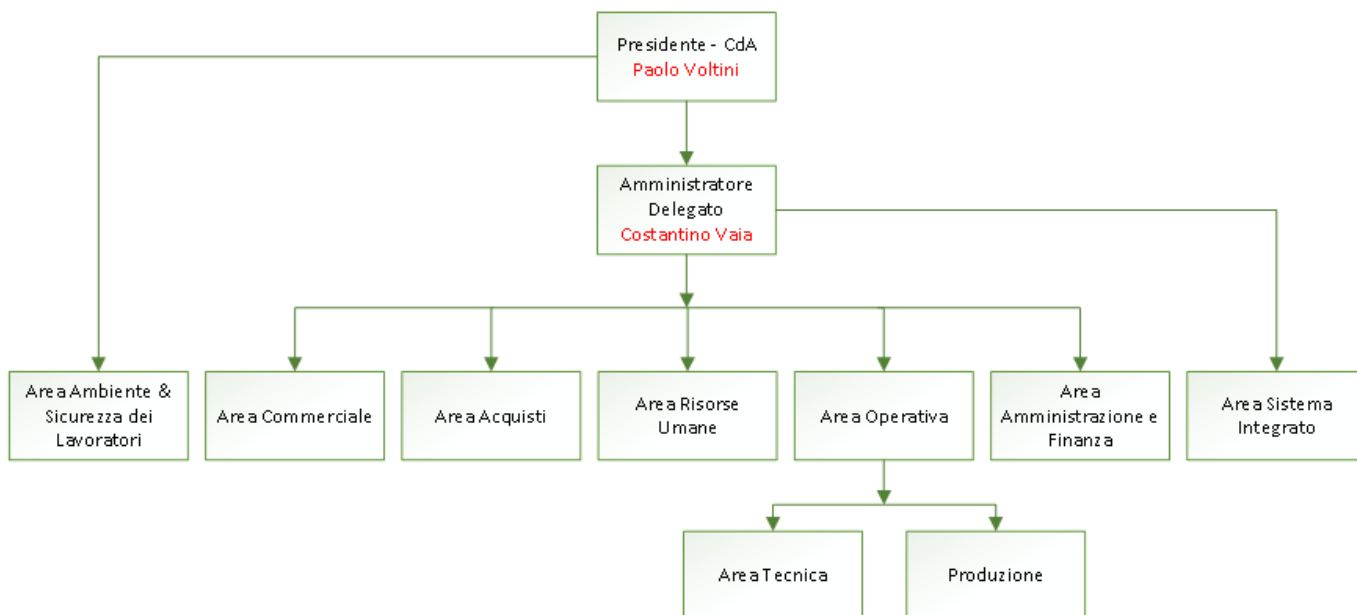 Presidente - CdA
Paolo Voltini
Amministratore
Delegato
Costantino Vaia
Area Ambiente &
Sicurezza dei
Lavoratori
Area Commerciale
Area Acquisti
Area Risorse
Umane
Area Operativa
Area
Amministrazione e
Finanza
Area Sistema
Integrato
Area Tecnica
Produzione